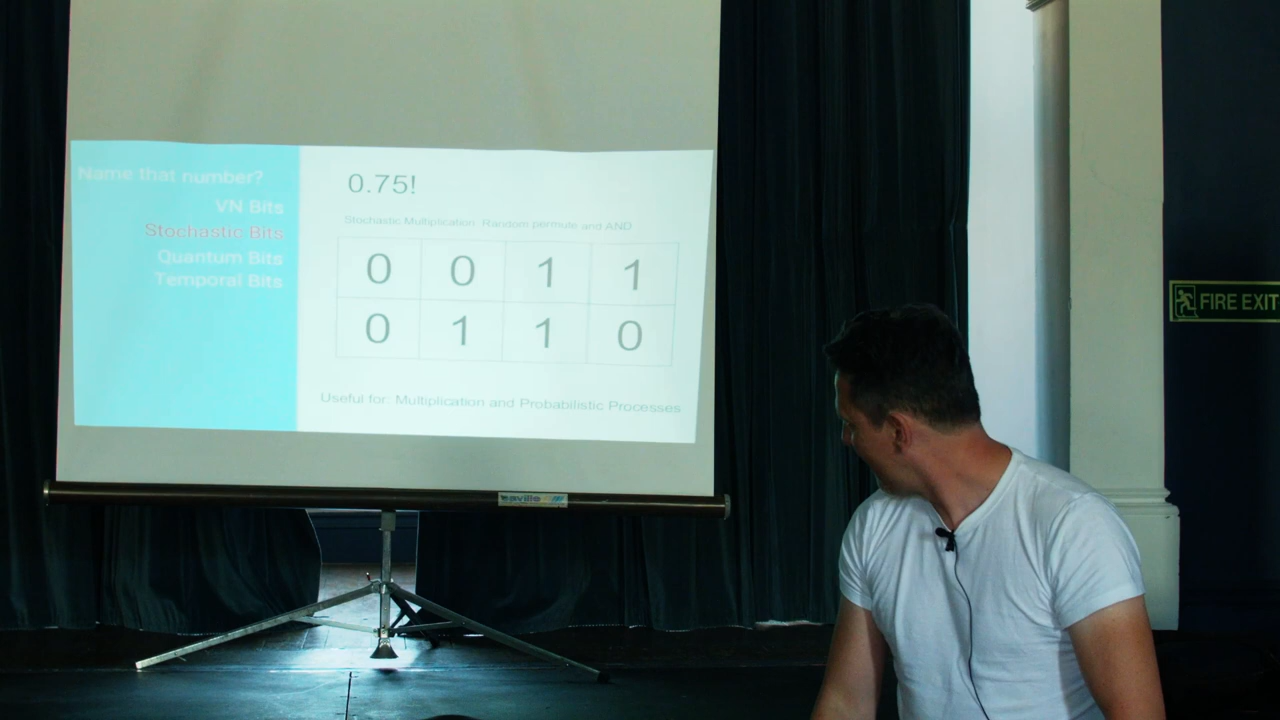 Name that number?
VN Bits
Stochastic Bits
Quantum Bits
Temporal Bits
0.75!
Stochastic Multiplication: Random permute and AND
0 0 1 1
0 1 1 0
Useful for: Multiplication and Probabilistic Processes
FIRE EXIT